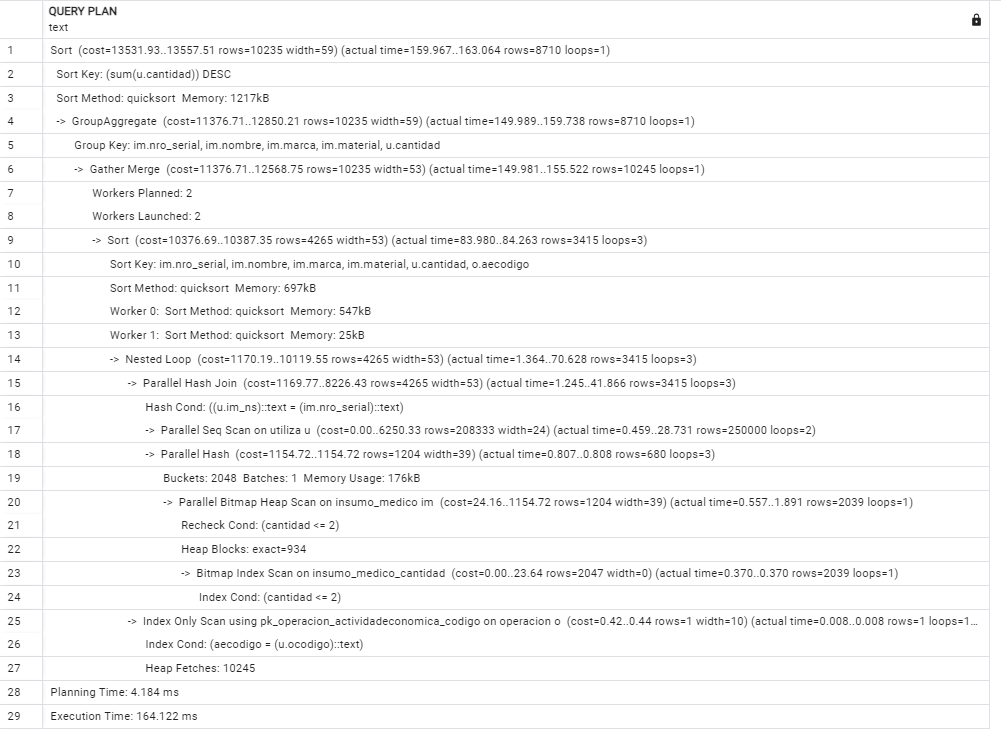 QUERY PLAN
text
1 Sort (cost=13531.93..13557.51 rows=10235 width=59) (actual time=159.967..163.064 rows=8710 loops=1)
2 Sort Key: (sum(u.cantidad)) DESC
3 Sort Method: quicksort Memory: 1217kB
4 -> GroupAggregate (cost=11376.71..12850.21 rows=10235 width=59) (actual time=149.989..159.738 rows=8710 loops=1)
5 Group Key: im.nro_serial, im.nombre, im.marca, im.material, u.cantidad
6 -> Gather Merge (cost=11376.71..12568.75 rows=10235 width=53) (actual time=149.981..155.522 rows=10245 loops=1)
7 Workers Planned: 2
8 Workers Launched: 2
9 -> Sort (cost=10376.69..10387.35 rows=4265 width=53) (actual time=83.980..84.263 rows=3415 loops=3)
10 Sort Key: im.nro_serial, im.nombre, im.marca, im.material, u.cantidad, o.aecodigo
11 Sort Method: quicksort Memory: 697kB
12 Worker 0: Sort Method: quicksort Memory: 547kB
13 Worker 1: Sort Method: quicksort Memory: 25kB
14 -> Nested Loop (cost=1170.19..10119.55 rows=4265 width=53) (actual time=1.364..70.628 rows=3415 loops=3)
15 -> Parallel Hash Join (cost=1169.77..8226.43 rows=4265 width=53) (actual time=1.245..41.866 rows=3415 loops=3)
16 Hash Cond: ((u.im_ns)::text = (im.nro_serial)::text)
17 -> Parallel Seq Scan on utiliza u (cost=0.00..6250.33 rows=208333 width=24) (actual time=0.459..28.731 rows=250000 loops=2)
18 -> Parallel Hash (cost=1154.72..1154.72 rows=1204 width=39) (actual time=0.807..0.808 rows=680 loops=3)
19 Buckets: 2048 Batches: 1 Memory Usage: 176kB
20 -> Parallel Bitmap Heap Scan on insumo_medico im (cost=24.16..1154.72 rows=1204 width=39) (actual time=0.557..1.891 rows=2039 loops=1)
21 Recheck Cond: (cantidad <= 2)
22 Heap Blocks: exact=934
23 -> Bitmap Index Scan on insumo_medico_cantidad (cost=0.00..23.64 rows=2047 width=0) (actual time=0.370..0.370 rows=2039 loops=1)
24 Index Cond: (cantidad <= 2)
25 -> Index Only Scan using pk_operacion_actividadeconomica_codigo on operacion o (cost=0.42..0.44 rows=1 width=10) (actual time=0.008..0.008 rows=1 loops=1...
26 Index Cond: (aecodigo = (u.ocodigo)::text)
27 Heap Fetches: 10245
28 Planning Time: 4.184 ms
29 Execution Time: 164.122 ms